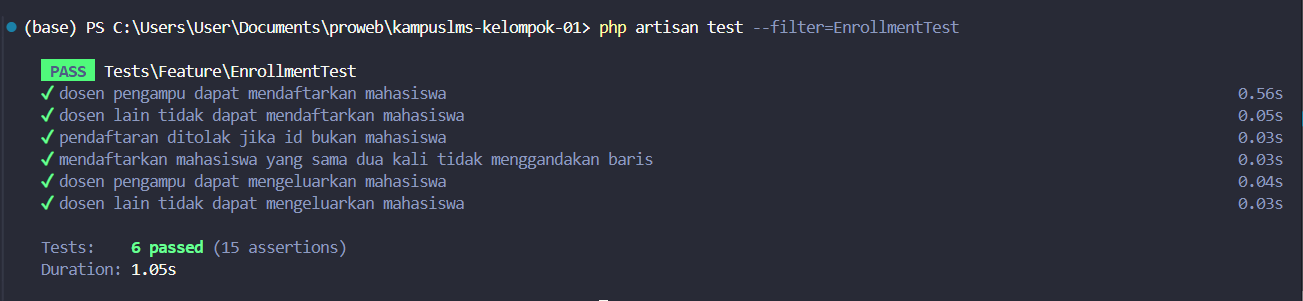 (base) PS C:\Users\User\Documents\proweb\kampuslms-kelompok-01> php artisan test --filter=EnrollmentTest
PASS Tests\Feature\EnrollmentTest
✓ dosen pengampu dapat mendaftarkan mahasiswa 0.56s
✓ dosen lain tidak dapat mendaftarkan mahasiswa 0.05s
✓ pendaftaran ditolak jika id bukan mahasiswa 0.03s
✓ mendaftarkan mahasiswa yang sama dua kali tidak menggandakan baris 0.03s
✓ dosen pengampu dapat mengeluarkan mahasiswa 0.04s
✓ dosen lain tidak dapat mengeluarkan mahasiswa 0.03s
Tests: 6 passed (15 assertions)
Duration: 1.05s